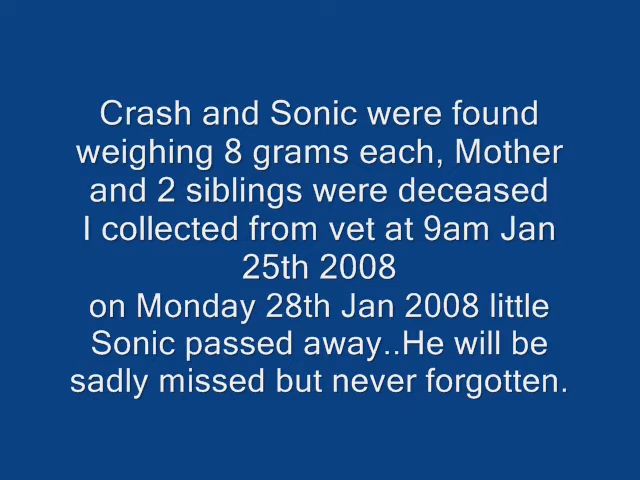 Crash and Sonic were found
weighing 8 grams each, Mother
and 2 siblings were deceased
I collected from vet at 9am Jan
25th 2008
on Monday 28th Jan 2008 little
Sonic passed away..He will be
sadly missed but never forgotten.